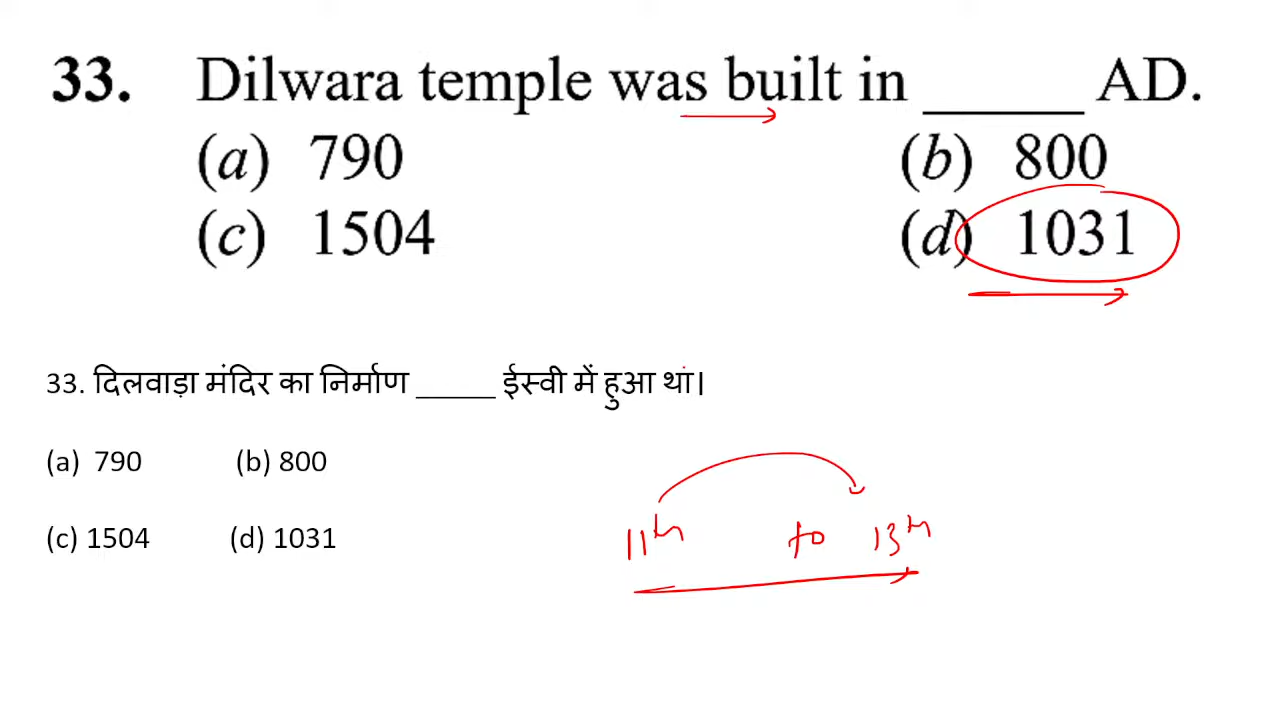 33. Dilwara temple was built in ______ AD.
(a) 790 (b) 800
(c) 1504 (d) 1031
33. दिलवाड़ा मंदिर का निर्माण _____ ईस्वी में हुआ था।
(a) 790 (b) 800
(c) 1504 (d) 1031
11th to 13th